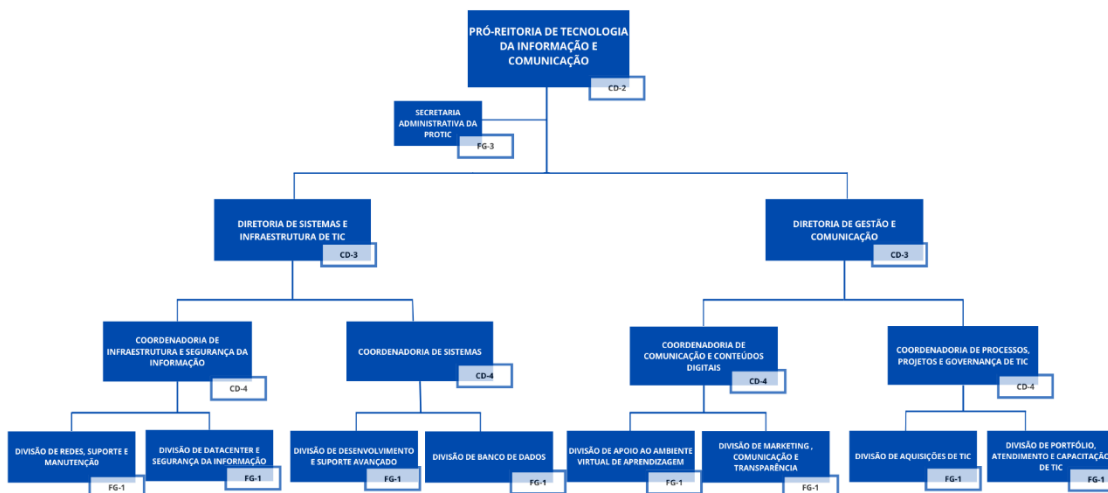 PRÓ-REITORIA DE TECNOLOGIA
DA INFORMAÇÃO E
COMUNICAÇÃO
CD-2
SECRETARIA
ADMINISTRATIVA DA
PROTIC
FG-3
DIRETORIA DE SISTEMAS E
INFRAESTRUTURA DE TIC
CD-3
DIRETORIA DE GESTÃO E
COMUNICAÇÃO
CD-3
COORDENADORIA DE
INFRAESTRUTURA E SEGURANÇA DA
INFORMAÇÃO
CD-4
COORDENADORIA DE SISTEMAS
CD-4
COORDENADORIA DE
COMUNICAÇÃO E CONTEÚDOS
DIGITAIS
CD-4
COORDENADORIA DE PROCESSOS,
PROJETOS E GOVERNANÇA DE TIC
CD-4
DIVISÃO DE REDES, SUPORTE E
MANUTENÇÃ0
FG-1
DIVISÃO DE DATACENTER E
SEGURANÇA DA INFORMAÇÃO
FG-1
DIVISÃO DE DESENVOLVIMENTO
E SUPORTE AVANÇADO
FG-1
DIVISÃO DE BANCO DE DADOS
FG-1
DIVISÃO DE APOIO AO AMBIENTE
VIRTUAL DE APRENDIZAGEM
FG-1
DIVISÃO DE MARKETING ,
COMUNICAÇÃO E
TRANSPARÊNCIA
FG-1
DIVISÃO DE AQUISIÇÕES DE TIC
FG-1
DIVISÃO DE PORTFÓLIO,
ATENDIMENTO E CAPACITAÇÃO
DE TIC
FG-1